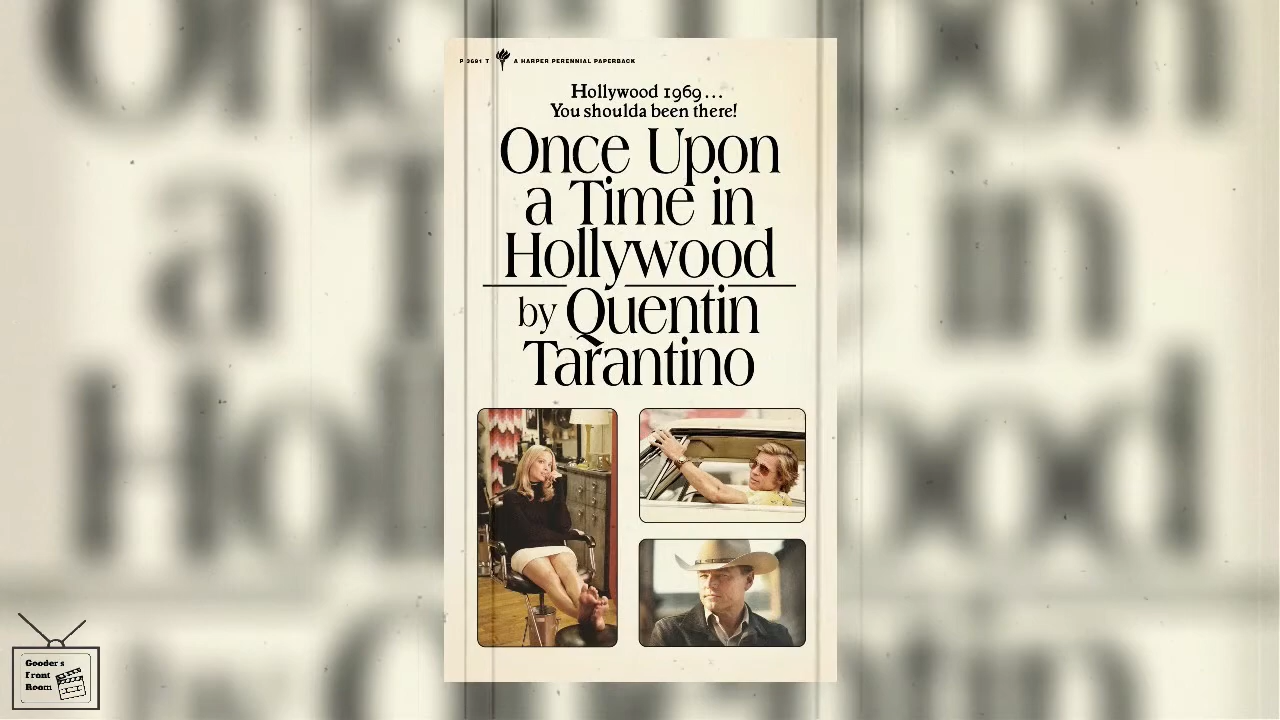 P 3681 T A HARPER PERENNIAL PAPERBACK
Hollywood 1969...
You shoulda been there!
Once Upon
a Time in
Hollywood
by Quentin
Tarantino
Gooder's
Front
Room